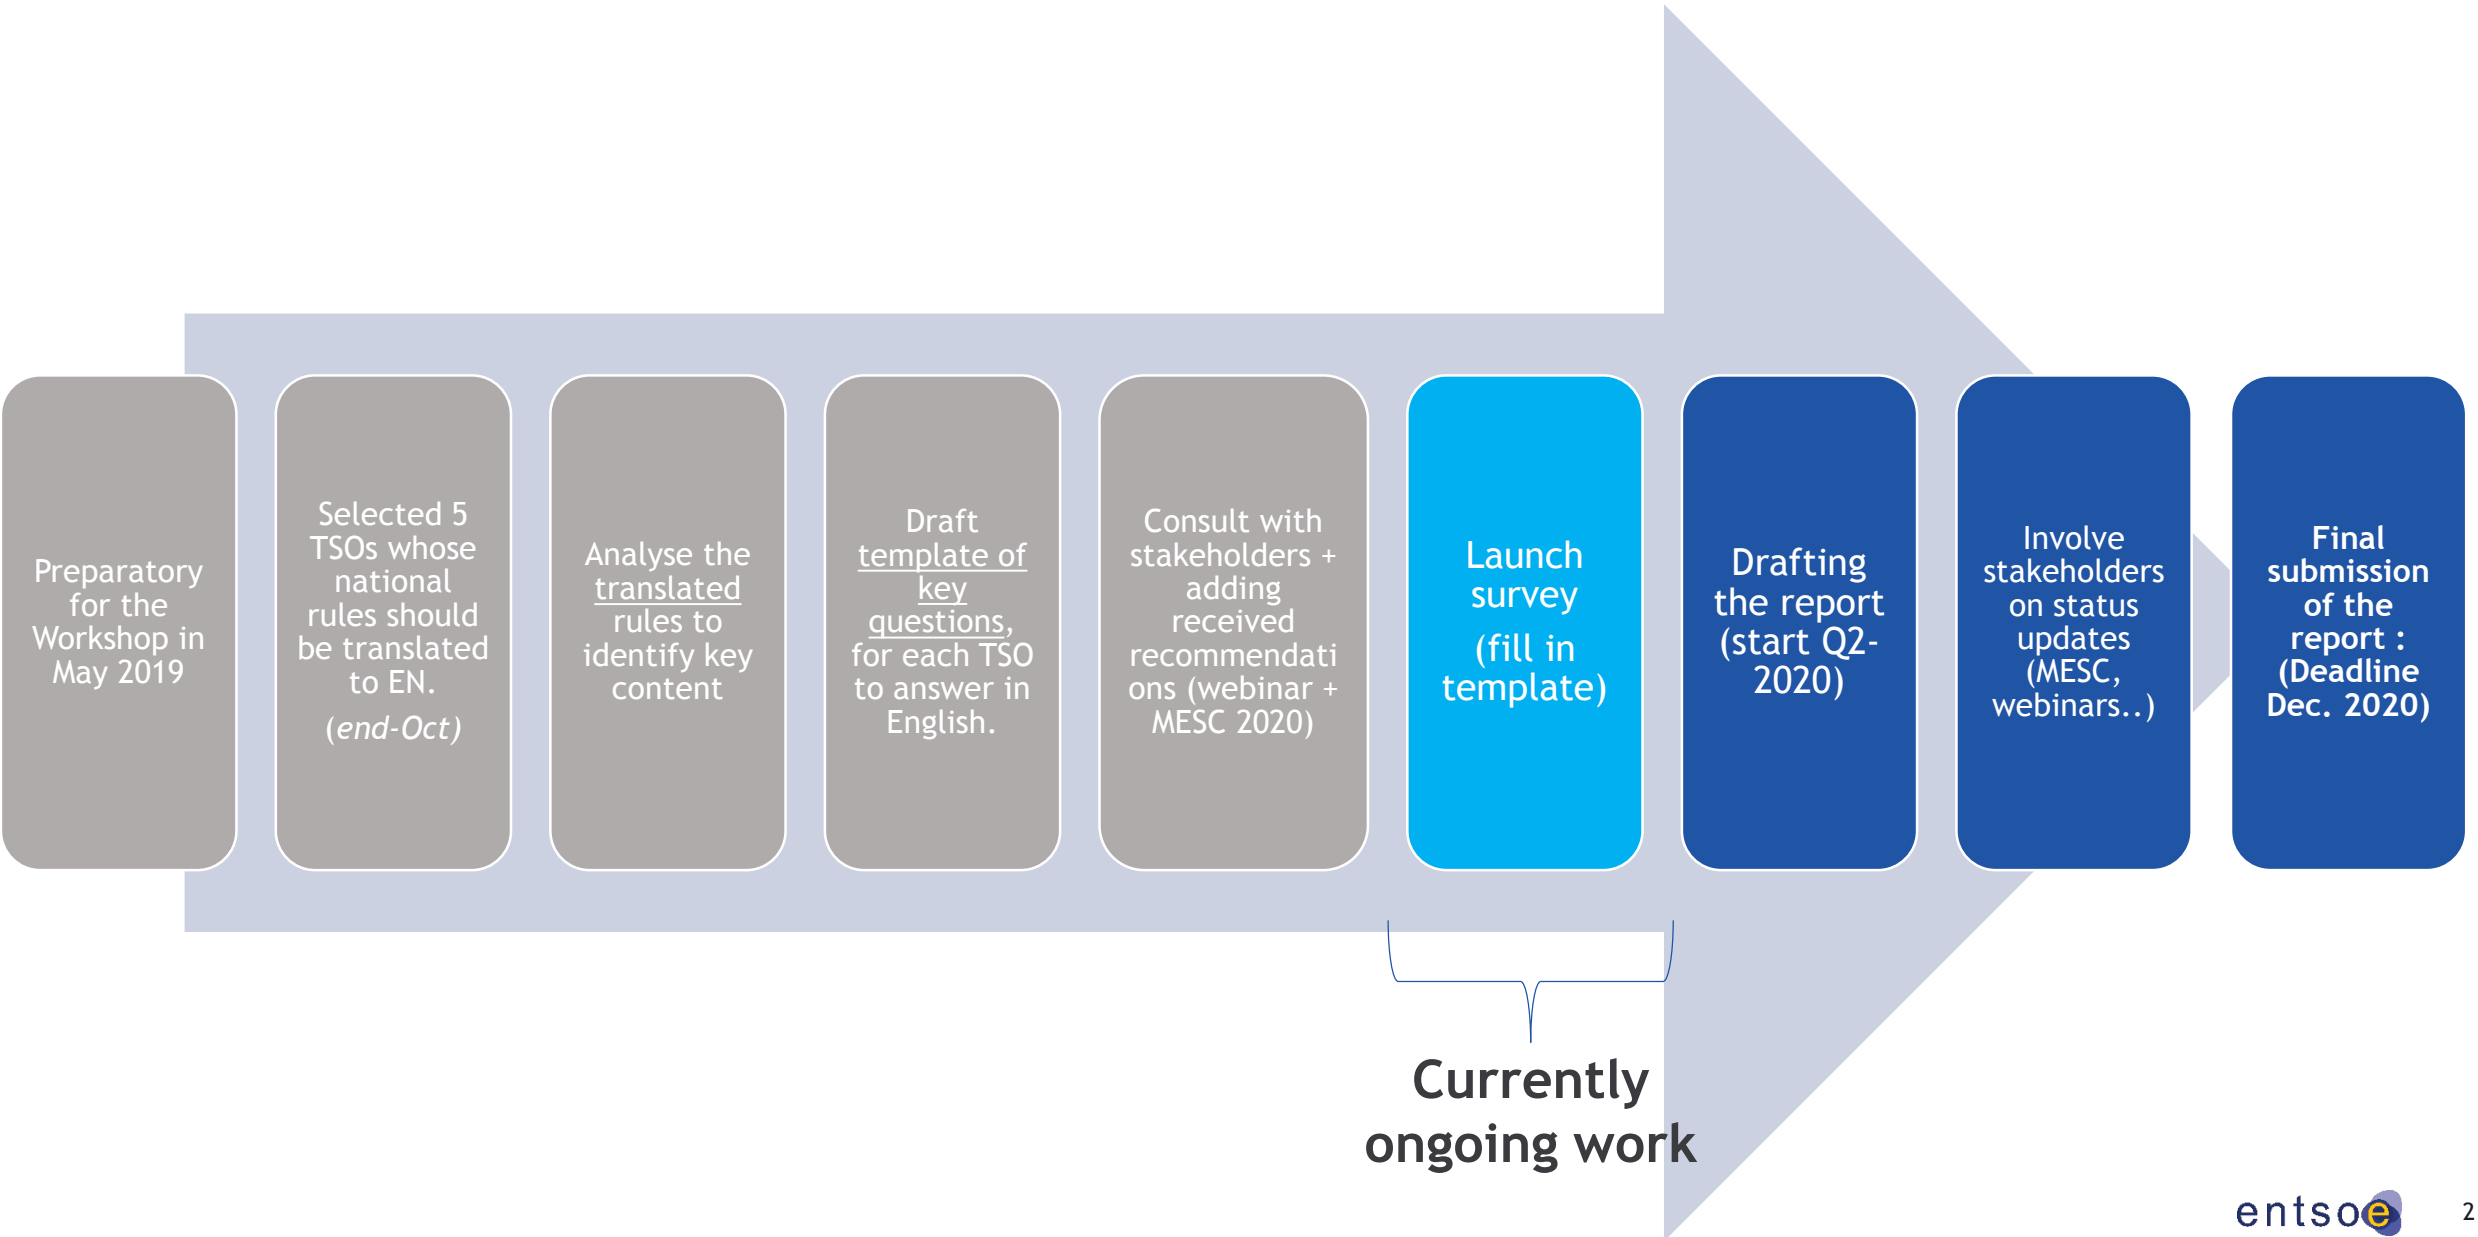 Preparatory
for the
Workshop in
May 2019
Selected 5
TSOs whose
national
rules should
be translated
to EN.
(end-Oct)
Analyse the
translated
rules to
identify key
content
Draft
template of
key
questions,
for each TSO
to answer in
English.
Consult with
stakeholders +
adding
received
recommendati
ons (webinar +
MESC 2020)
Launch
survey
(fill in
template)
Drafting
the report
(start Q2-
2020)
Involve
stakeholders
on status
updates
(MESC,
webinars..)
Final
submission
of the
report :
(Deadline
Dec. 2020)
Currently
ongoing work
entsoe
2